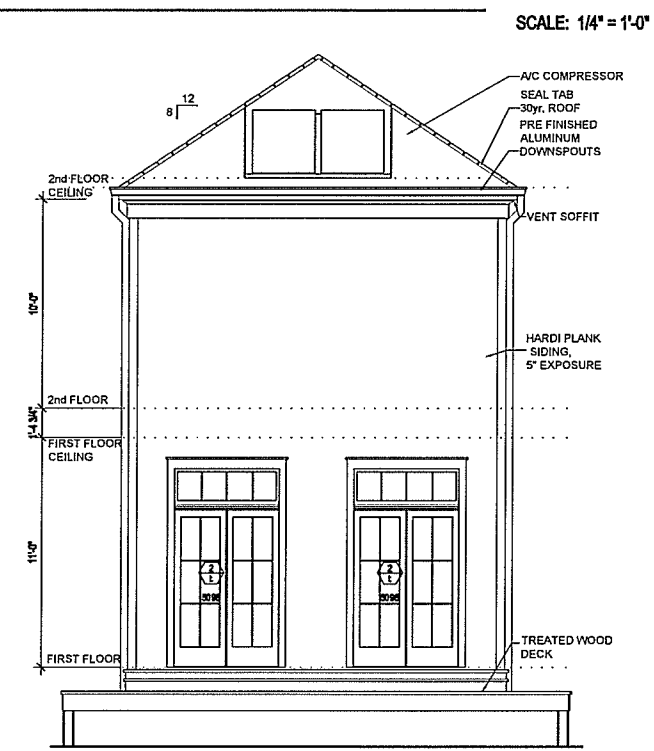 SCALE: 1/4" = 1'-0"
12
8
A/C COMPRESSOR
SEAL TAB
30yr. ROOF
PRE FINISHED
ALUMINUM
DOWNSPOUTS
2nd FLOOR
CEILING
VENT SOFFIT
10'-0"
HARDI PLANK
SIDING,
5" EXPOSURE
2nd FLOOR
1'-4 3/4"
FIRST FLOOR
CEILING
11'-0"
2
t
5096
2
t
5096
FIRST FLOOR
TREATED WOOD
DECK